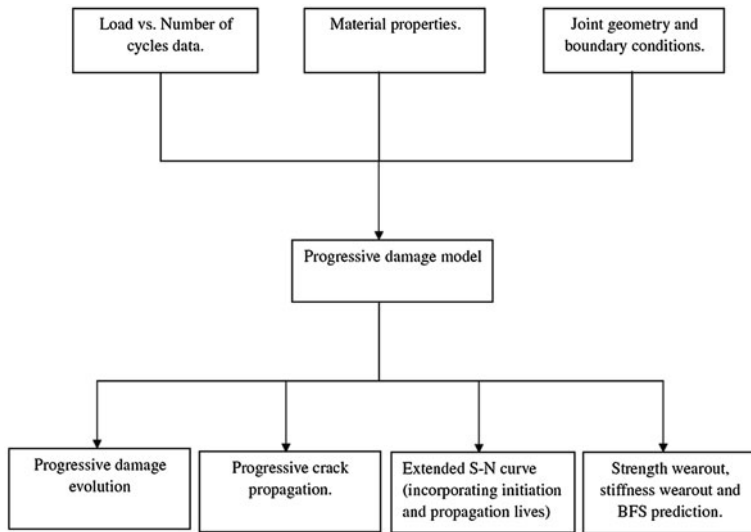 Load vs. Number of
cycles data.
Material properties.
Joint geometry and
boundary conditions.
Progressive damage model
Progressive damage
evolution
Progressive crack
propagation.
Extended S-N curve
(incorporating initiation
and propagation lives)
Strength wearout,
stiffness wearout and
BFS prediction.